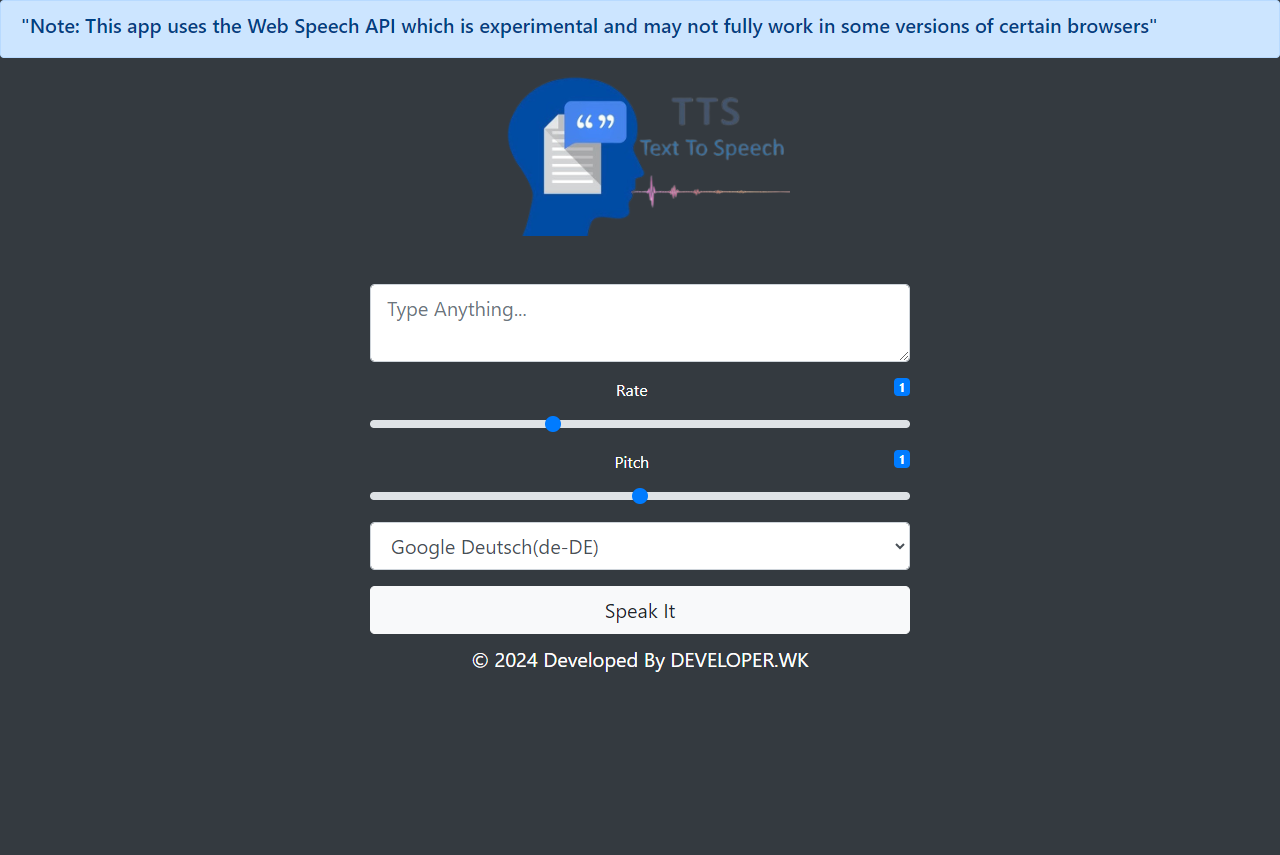 "Note: This app uses the Web Speech API which is experimental and may not fully work in some versions of certain browsers"
“ ”
TTS
Text To Speech
Type Anything...
Rate
1
Pitch
1
Google Deutsch(de-DE)
Speak It
© 2024 Developed By DEVELOPER.WK